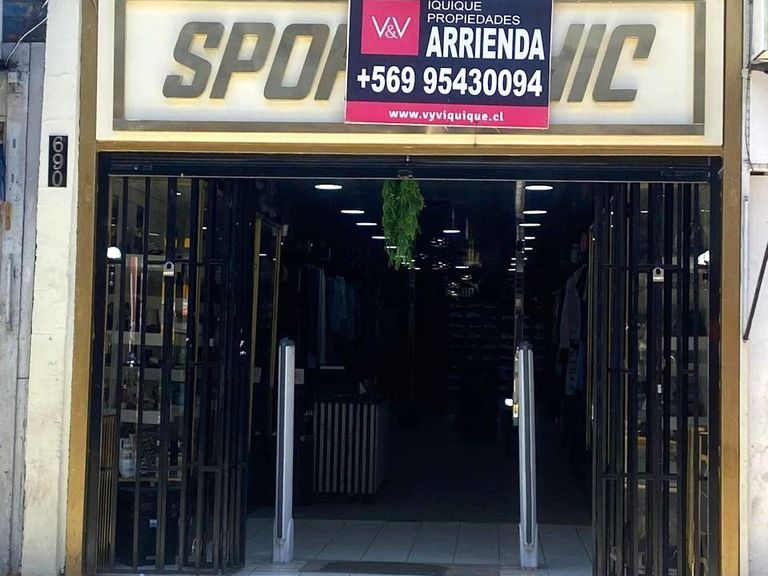 IQUIQUE
PROPIEDADES
V&V
ARRIENDA
+569 95430094
www.vyviquique.cl
690